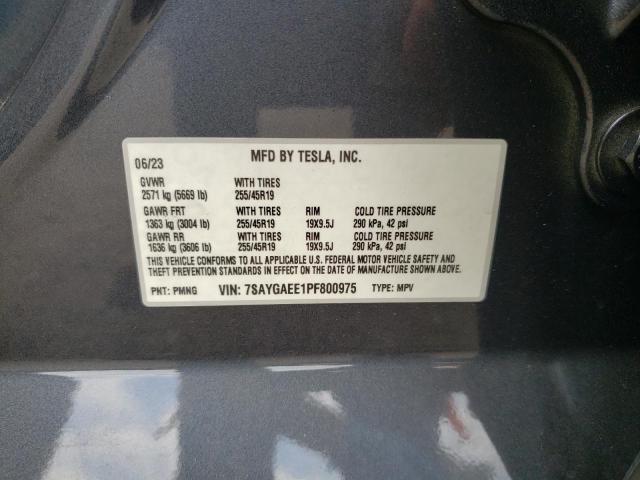 06/23 MFD BY TESLA, INC.
GVWR WITH TIRES
2571 kg (5669 lb) 255/45R19
GAWR FRT WITH TIRES RIM COLD TIRE PRESSURE
1363 kg (3004 lb) 255/45R19 19X9.5J 290 kPa, 42 psi
GAWR RR WITH TIRES RIM COLD TIRE PRESSURE
1636 kg (3606 lb) 255/45R19 19X9.5J 290 kPa, 42 psi
THIS VEHICLE CONFORMS TO ALL APPLICABLE U.S. FEDERAL MOTOR VEHICLE SAFETY AND
THEFT PREVENTION STANDARDS IN EFFECT ON THE DATE OF MANUFACTURE SHOWN ABOVE.
PKT: PMNG VIN: 7SAYGAEE1PF800975 TYPE: MPV